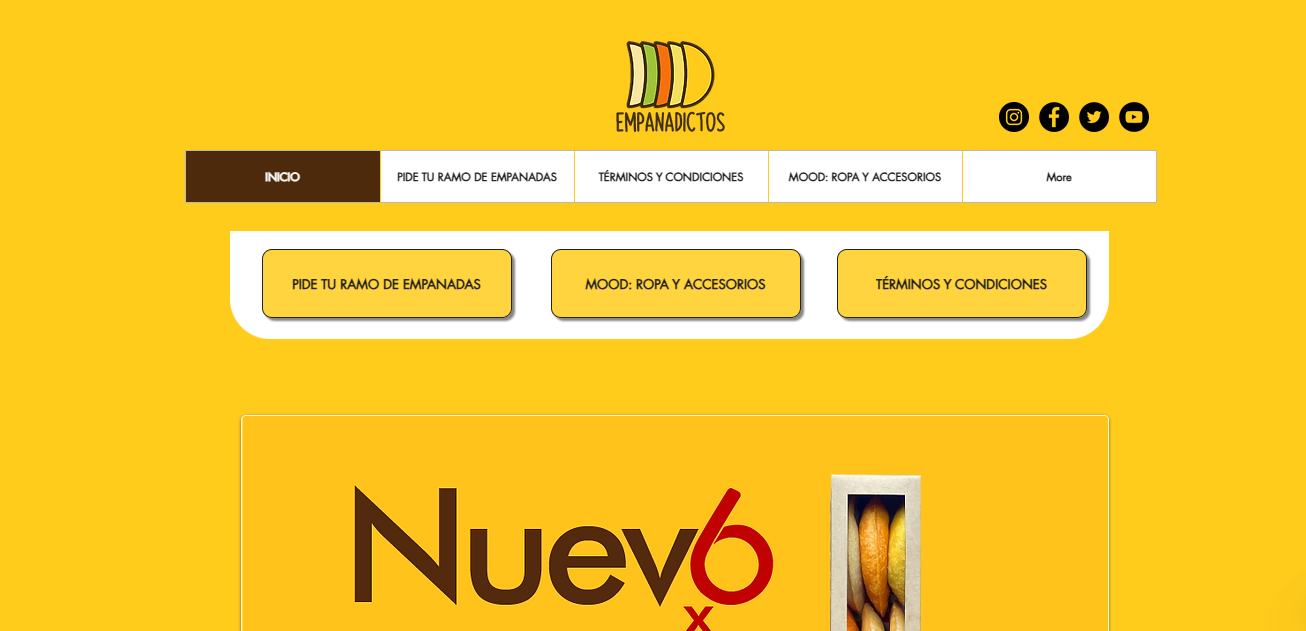 EMPANADICTOS
INICIO
PIDE TU RAMO DE EMPANADAS
TÉRMINOS Y CONDICIONES
MOOD: ROPA Y ACCESORIOS
More
PIDE TU RAMO DE EMPANADAS
MOOD: ROPA Y ACCESORIOS
TÉRMINOS Y CONDICIONES
Nuev6
x